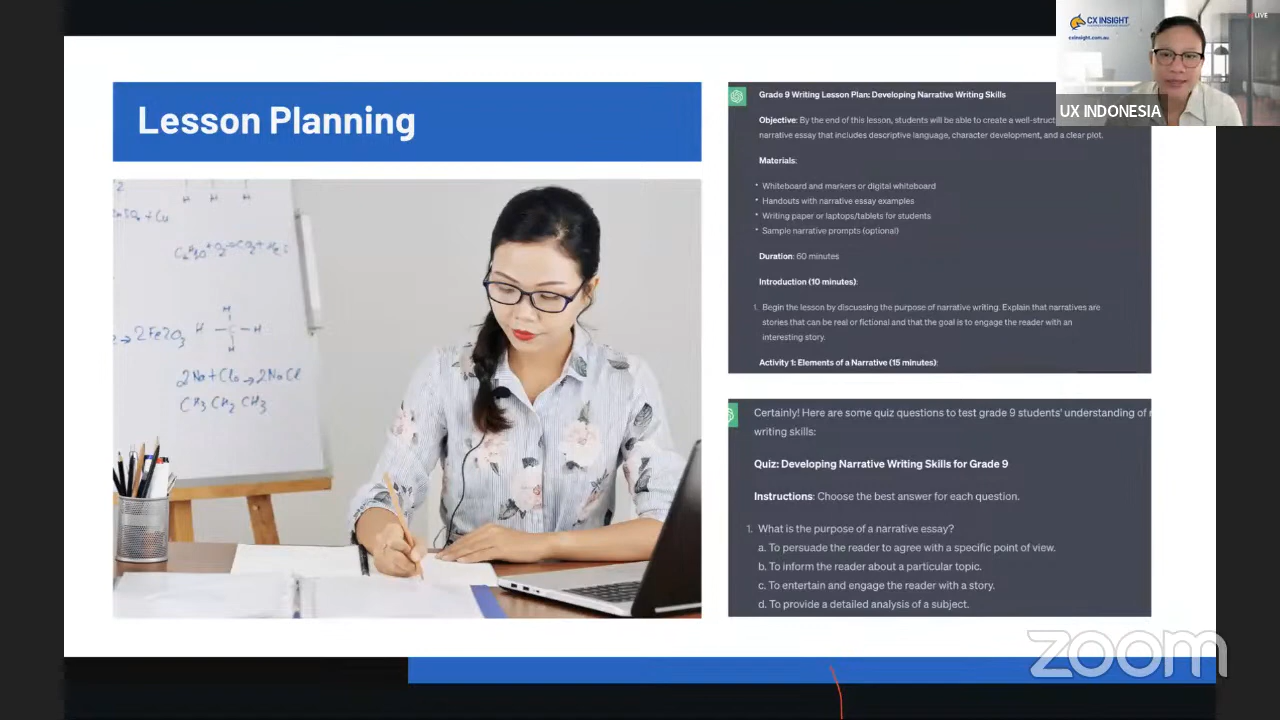 CX INSIGHT
cxinsight.com.au
LIVE
UX INDONESIA
Lesson Planning
Grade 9 Writing Lesson Plan: Developing Narrative Writing Skills
Objective: By the end of this lesson, students will be able to create a well-struct
narrative essay that includes descriptive language, character development, and a clear plot.
Materials:
• Whiteboard and markers or digital whiteboard
• Handouts with narrative essay examples
• Writing paper or laptops/tablets for students
• Sample narrative prompts (optional)
Duration: 60 minutes
Introduction (10 minutes):
1. Begin the lesson by discussing the purpose of narrative writing. Explain that narratives are
stories that can be real or fictional and that the goal is to engage the reader with an
interesting story.
Activity 1: Elements of a Narrative (15 minutes):
Certainly! Here are some quiz questions to test grade 9 students' understanding of
writing skills:
Quiz: Developing Narrative Writing Skills for Grade 9
Instructions: Choose the best answer for each question.
1. What is the purpose of a narrative essay?
a. To persuade the reader to agree with a specific point of view.
b. To inform the reader about a particular topic.
c. To entertain and engage the reader with a story.
d. To provide a detailed analysis of a subject.
2Na + Cl2 → 2NaCl
CH3 CH2 CH3
zoom